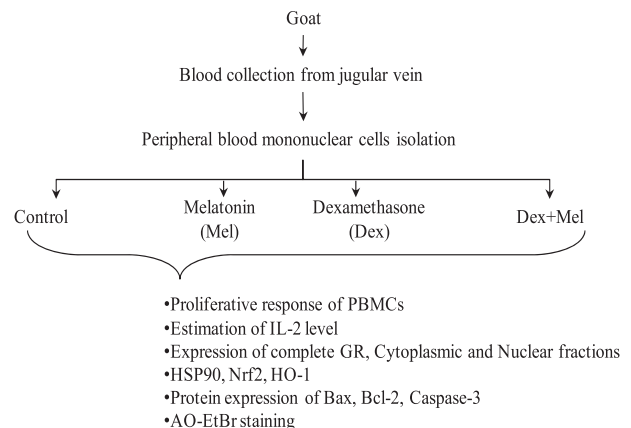 Goat
Blood collection from jugular vein
Peripheral blood mononuclear cells isolation
Control
Melatonin
(Mel)
Dexamethasone
(Dex)
Dex+Mel
•Proliferative response of PBMCs
•Estimation of IL-2 level
•Expression of complete GR, Cytoplasmic and Nuclear fractions
•HSP90, Nrf2, HO-1
•Protein expression of Bax, Bcl-2, Caspase-3
•AO-EtBr staining